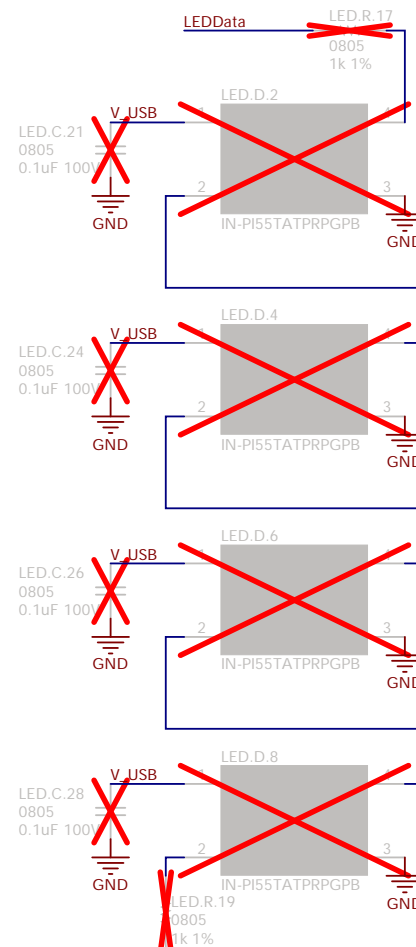 LEDData
LED.R.17
0805
1k 1%
LED.D.2
V_USB
LED.C.21
0805
0.1uF 100V
2
3
GND
GND
IN-PI55TATPRPGPB
LED.D.4
V_USB
LED.C.24
0805
0.1uF 100V
2
3
GND
GND
IN-PI55TATPRPGPB
LED.D.6
V_USB
LED.C.26
0805
0.1uF 100V
2
3
GND
GND
IN-PI55TATPRPGPB
LED.D.8
V_USB
LED.C.28
0805
0.1uF 100V
2
3
GND
GND
IN-PI55TATPRPGPB
LED.R.19
0805
1k 1%